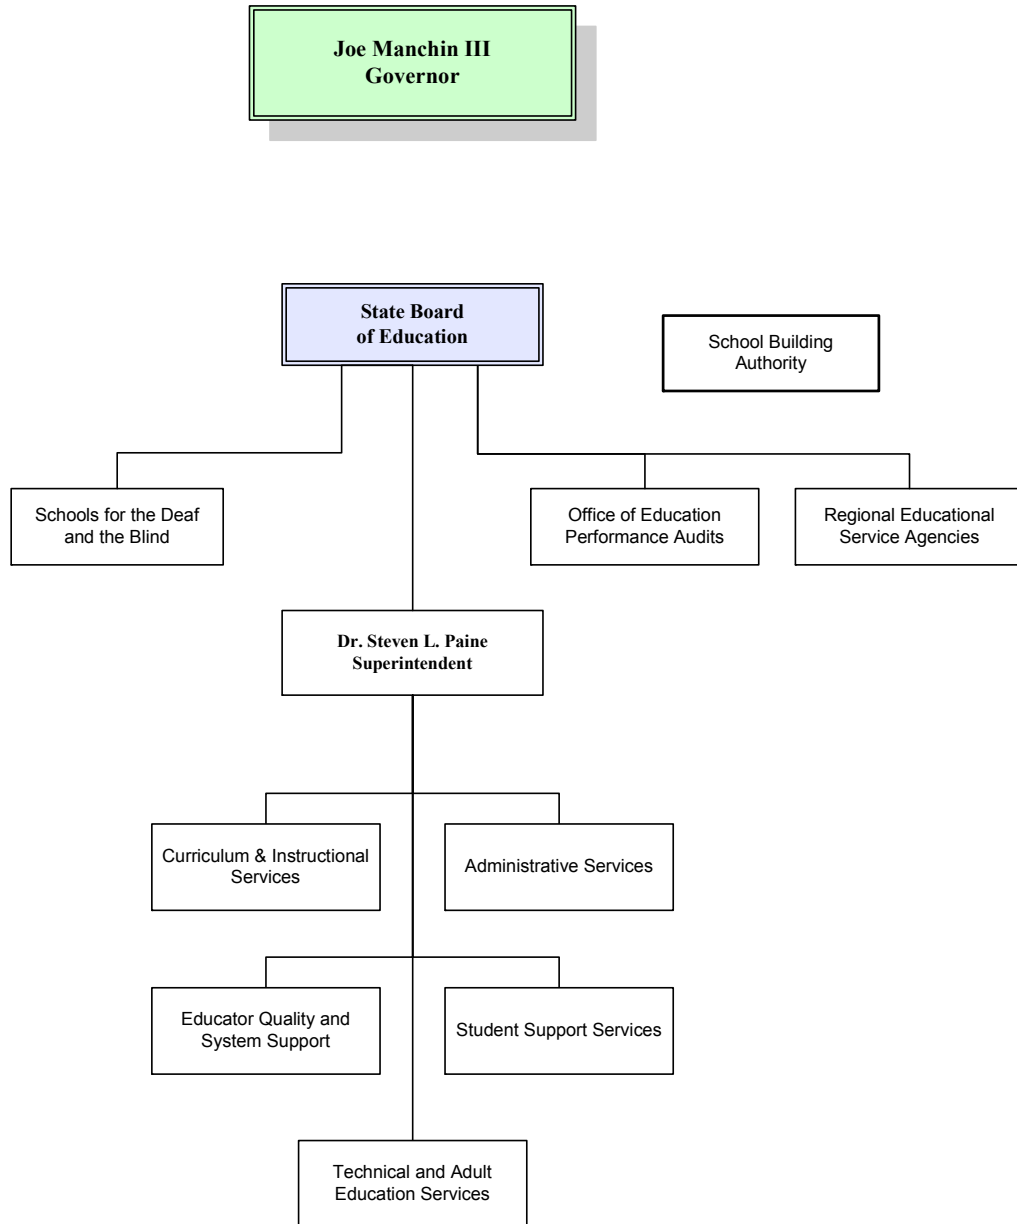 Joe Manchin III
Governor
State Board
of Education
School Building
Authority
Schools for the Deaf
and the Blind
Office of Education
Performance Audits
Regional Educational
Service Agencies
Dr. Steven L. Paine
Superintendent
Curriculum & Instructional
Services
Administrative Services
Educator Quality and
System Support
Student Support Services
Technical and Adult
Education Services